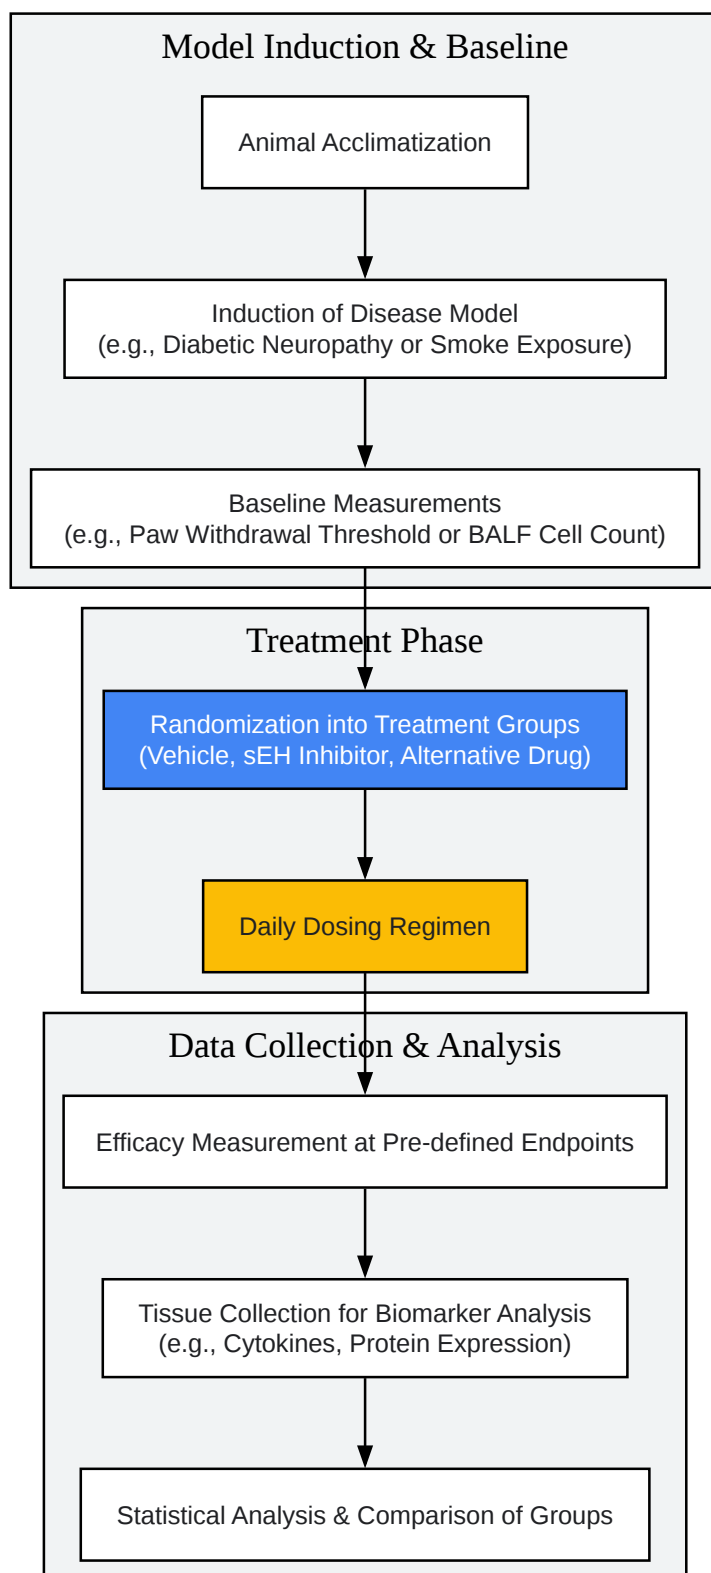 Model Induction & Baseline
Animal Acclimatization
Induction of Disease Model
(e.g., Diabetic Neuropathy or Smoke Exposure)
Baseline Measurements
(e.g., Paw Withdrawal Threshold or BALF Cell Count)
Treatment Phase
Randomization into Treatment Groups
(Vehicle, sEH Inhibitor, Alternative Drug)
Daily Dosing Regimen
Data Collection & Analysis
Efficacy Measurement at Pre-defined Endpoints
Tissue Collection for Biomarker Analysis
(e.g., Cytokines, Protein Expression)
Statistical Analysis & Comparison of Groups